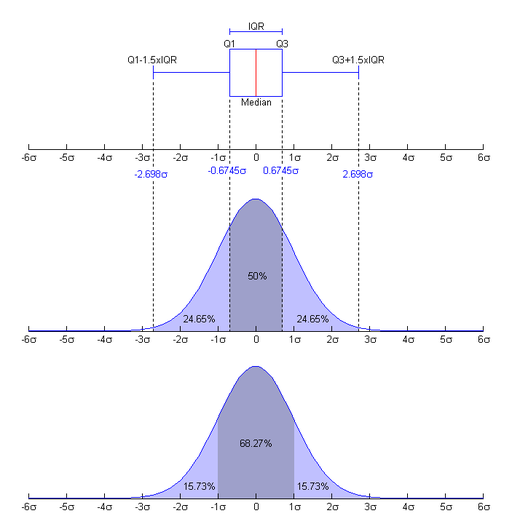 IQR
Q1 Q3
Q1-1.5xIQR Q3+1.5xIQR
Median
-6σ -5σ -4σ -3σ -2σ -1σ 0 1σ 2σ 3σ 4σ 5σ 6σ
-2.698σ -0.6745σ 0.6745σ 2.698σ
50%
24.65% 24.65%
-6σ -5σ -4σ -3σ -2σ -1σ 0 1σ 2σ 3σ 4σ 5σ 6σ
68.27%
15.73% 15.73%
-6σ -5σ -4σ -3σ -2σ -1σ 0 1σ 2σ 3σ 4σ 5σ 6σ